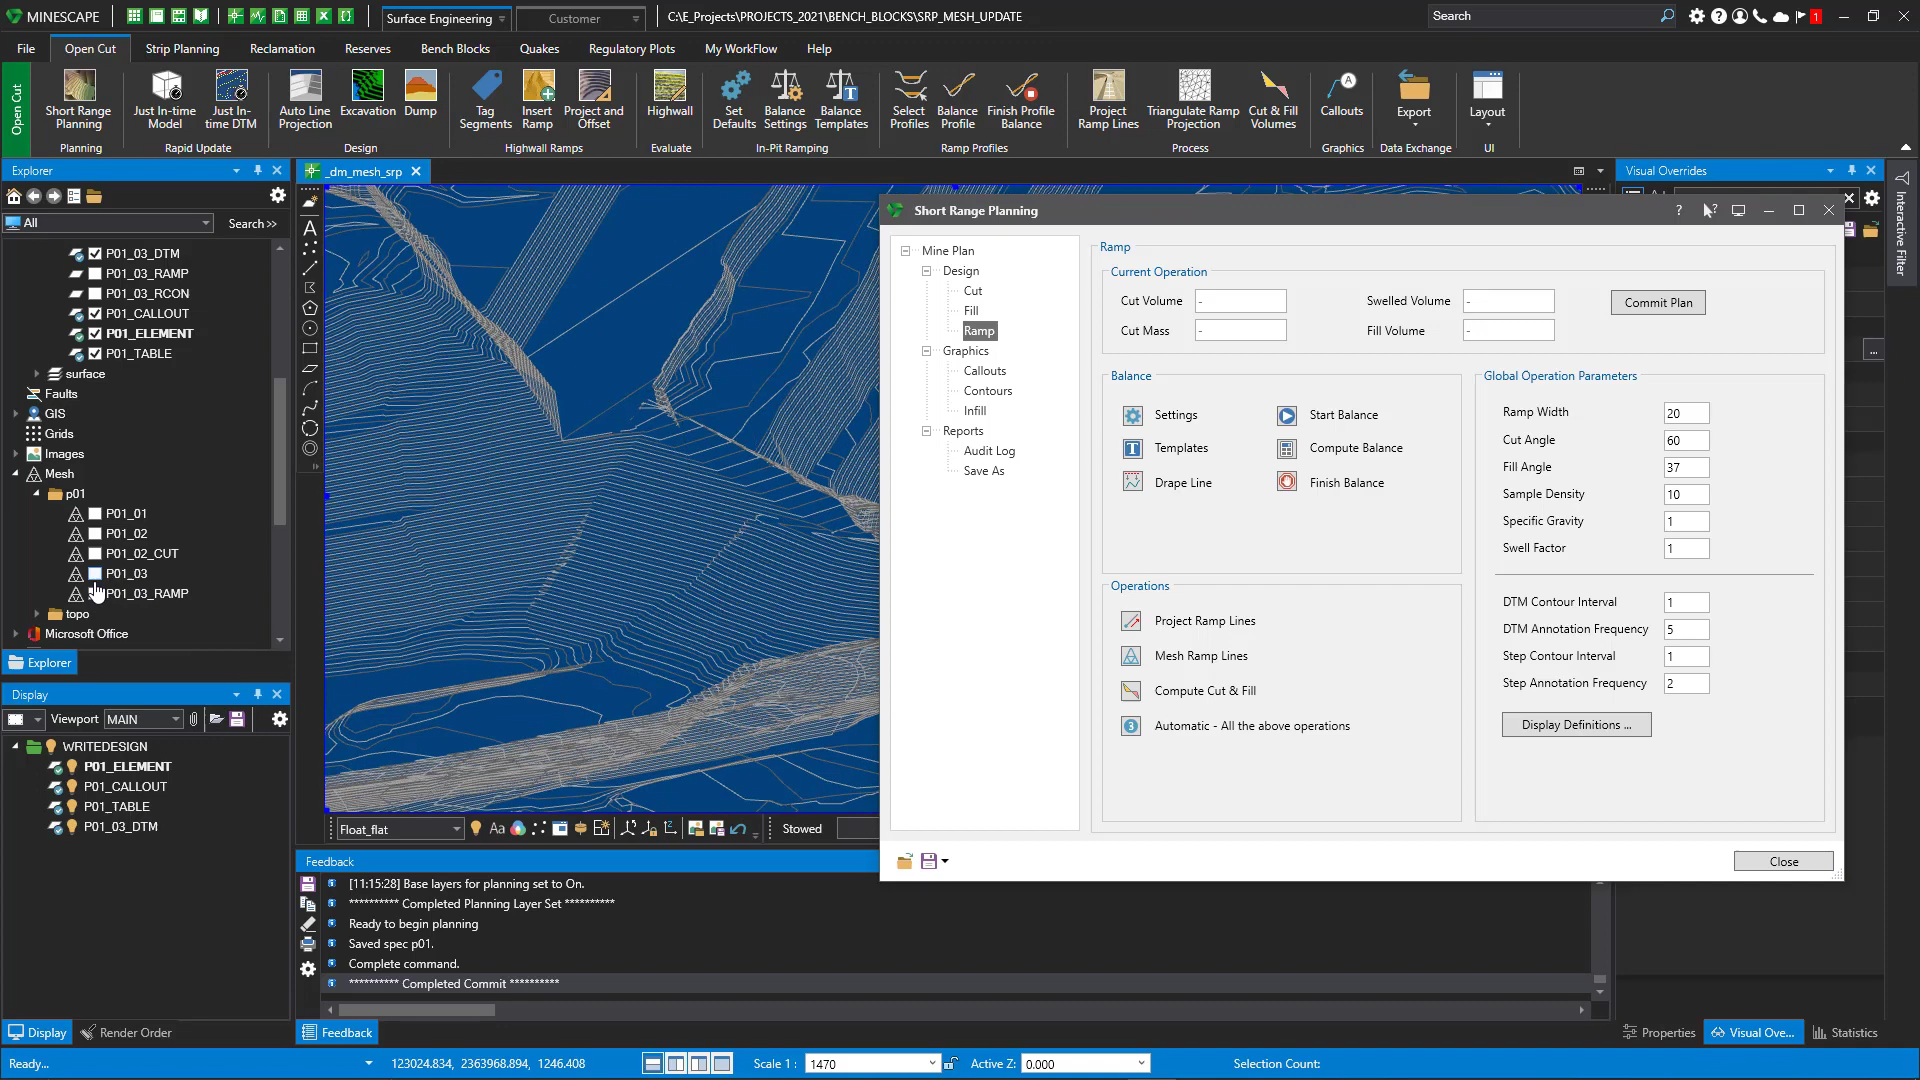 MINESCAPE
Surface Engineering
Customer
C:\E_Projects\PROJECTS_2021\BENCH_BLOCKS\SRP_MESH_UPDATE
Search
1
File
Open Cut
Strip Planning
Reclamation
Reserves
Bench Blocks
Quakes
Regulatory Plots
My WorkFlow
Help
Open Cut
Short Range Planning
Just In-time Model
Just In-time DTM
Auto Line Projection
Excavation
Dump
Tag Segments
Insert Ramp
Project and Offset
Highwall
Set Defaults
Balance Settings
Balance Templates
Select Profiles
Balance Profile
Finish Profile Balance
Project Ramp Lines
Triangulate Ramp Projection
Cut & Fill Volumes
Callouts
Export
Layout
Planning
Rapid Update
Design
Highwall Ramps
Evaluate
In-Pit Ramping
Ramp Profiles
Process
Graphics
Data Exchange
UI
Explorer
All
Search>>
P01_03_DTM
P01_03_RAMP
P01_03_RCON
P01_CALLOUT
P01_ELEMENT
P01_TABLE
surface
Faults
GIS
Grids
Images
Mesh
p01
P01_01
P01_02
P01_02_CUT
P01_03
P01_03_RAMP
topo
Microsoft Office
Explorer
Display
Viewport
MAIN
WRITEDESIGN
P01_ELEMENT
P01_CALLOUT
P01_TABLE
P01_03_DTM
Display
Render Order
_dm_mesh_srp
Float_flat
Aa
Stowed
Short Range Planning
?
Mine Plan
Design
Cut
Fill
Ramp
Graphics
Callouts
Contours
Infill
Reports
Audit Log
Save As
Ramp
Current Operation
Cut Volume -
Swelled Volume -
Commit Plan
Cut Mass -
Fill Volume -
Balance
Settings
Start Balance
Templates
Compute Balance
Drape Line
Finish Balance
Operations
Project Ramp Lines
Mesh Ramp Lines
Compute Cut & Fill
Automatic - All the above operations
Global Operation Parameters
Ramp Width 20
Cut Angle 60
Fill Angle 37
Sample Density 10
Specific Gravity 1
Swell Factor 1
DTM Contour Interval 1
DTM Annotation Frequency 5
Step Contour Interval 1
Step Annotation Frequency 2
Display Definitions ...
Close
Visual Overrides
...
Interactive Filter
Feedback
[11:15:28] Base layers for planning set to On.
********** Completed Planning Layer Set **********
Ready to begin planning
Saved spec p01.
Complete command.
********** Completed Commit **********
Feedback
Properties
Visual Ove...
Statistics
Ready...
123024.834, 2363968.894, 1246.408
Scale 1 : 1470
Active Z: 0.000
Selection Count: